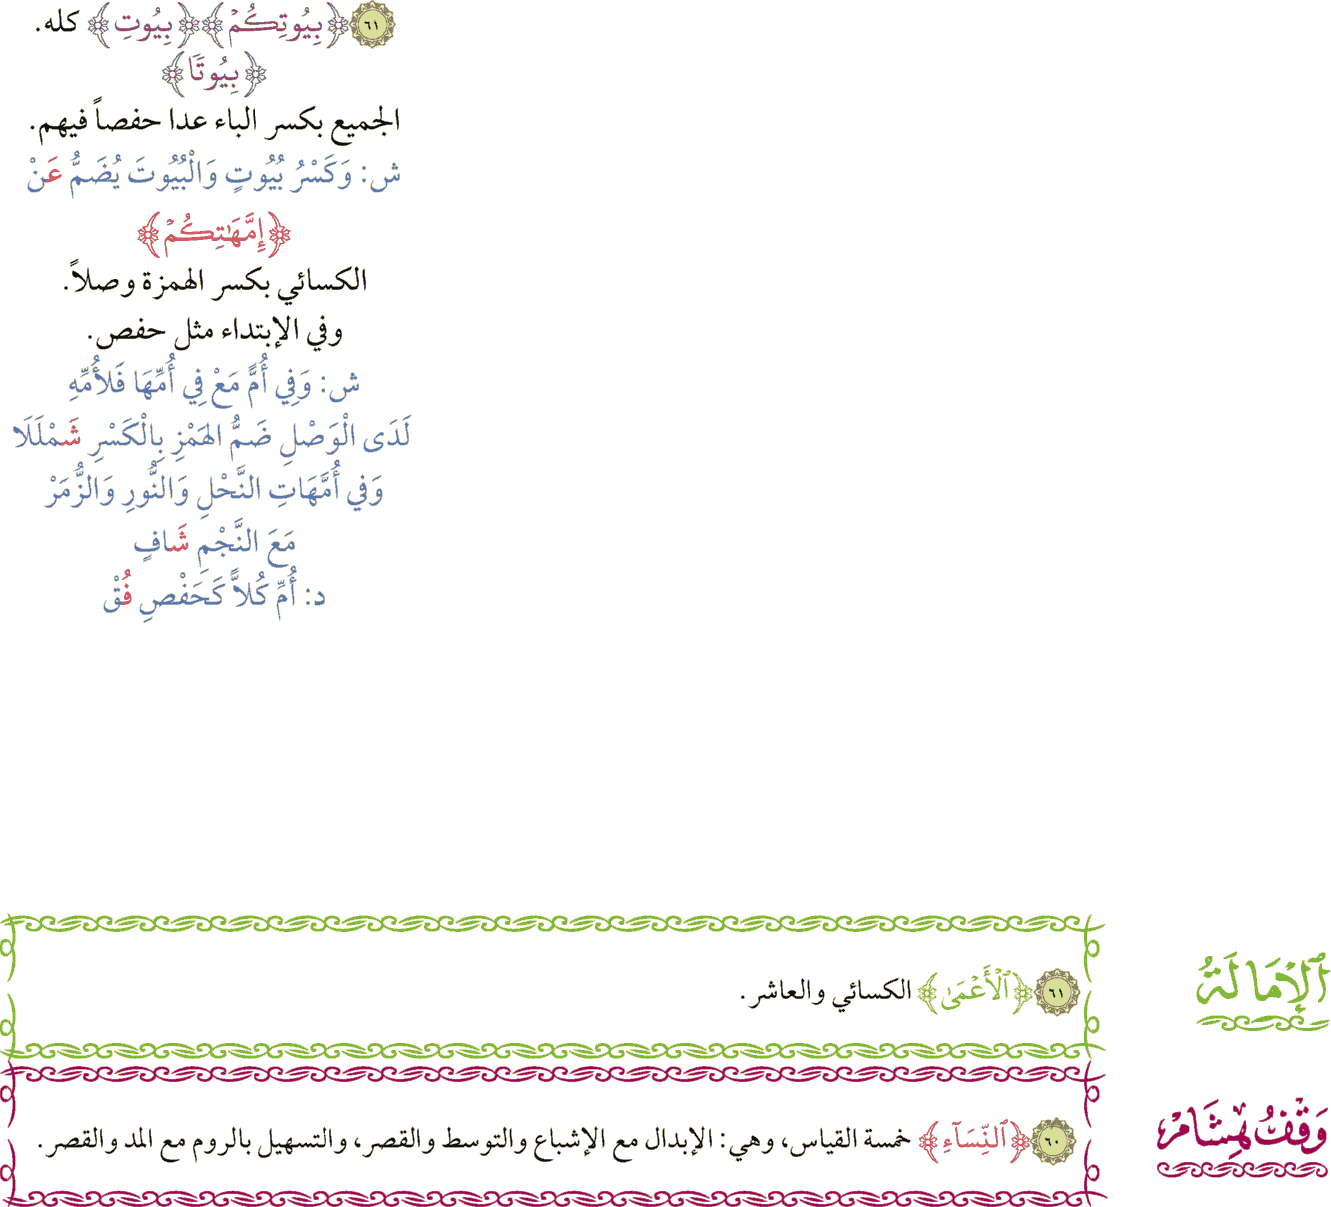 ٦١ ﴿بِيُوتِكُمۡ﴾ ﴿بِيُوتِ﴾ كله.
﴿بِيُوتٗا﴾
الجميع بكسر الباء عدا حفصاً فيهم.
ش: وَكَسْرُ بُيُوتٍ وَالْبُيُوتَ يُضَمُّ عَنْ
﴿إِمَّهَٰتِكُمۡ﴾
الكسائي بكسر الهمزة وصلاً.
وفي الإبتداء مثل حفص.
ش: وَفِي أُمِّ مَعْ فِي أُمِّهَا فَلأُمِّهِ
لَدَى الْوَصْلِ ضَمُّ الهَمْزِ بِالْكَسْرِ شَمْلَلَا
وَفي أُمَّهَاتِ النَّحْلِ وَالنُّورِ وَالزُّمَرْ
مَعَ النَّجْمِ شَافٍ
د: أُمِّ كُلاًّ كَحَفْصِ فُقْ
ٱلۡإِمَالَةُ
٦١ ﴿ٱلۡأَعۡمَىٰ﴾ الكسائي والعاشر.
وَقۡفُ هِشَامۡ
٦٠ ﴿ٱلنِّسَآءِ﴾ خمسة القياس، وهي: الإبدال مع الإشباع والتوسط والقصر، والتسهيل بالروم مع المد والقصر.